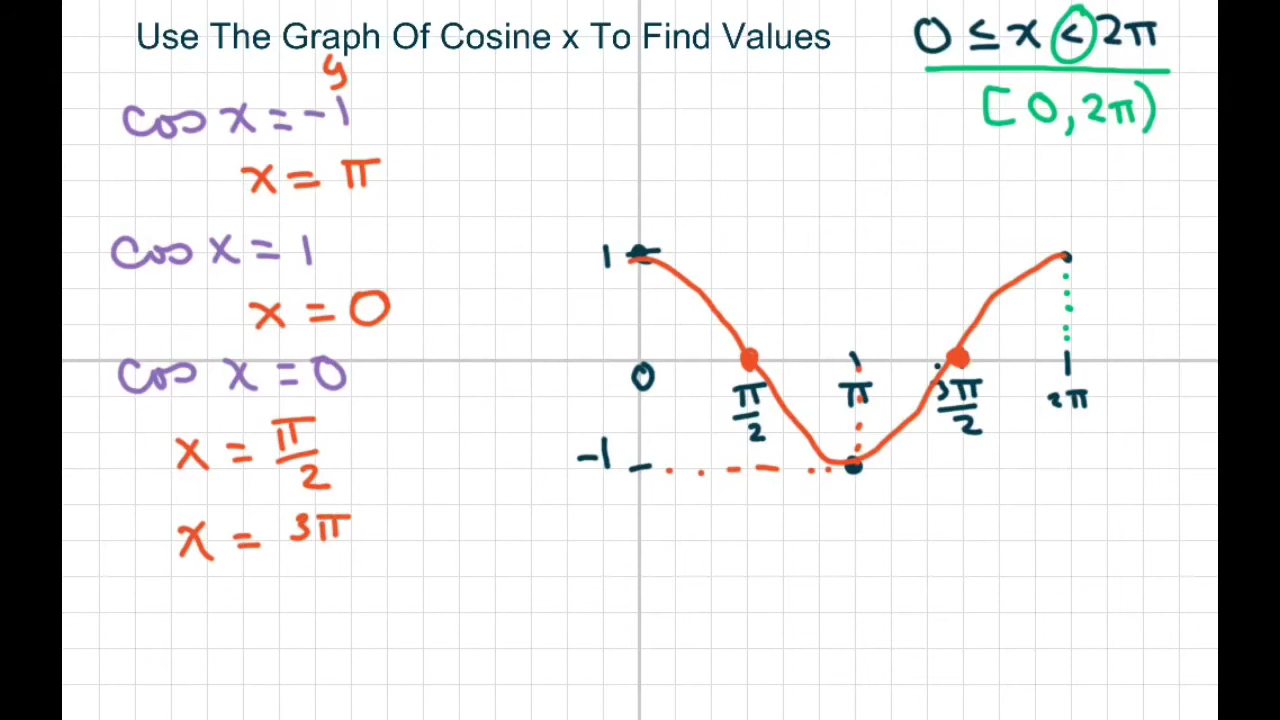 Use The Graph Of Cosine x To Find Values
0 ≤ x < 2π
[0, 2π)
y
cos x = -1
x = π
cos x = 1
x = 0
cos x = 0
x = π/2
x = 3π
1
0
π/2
π
3π/2
2π
-1